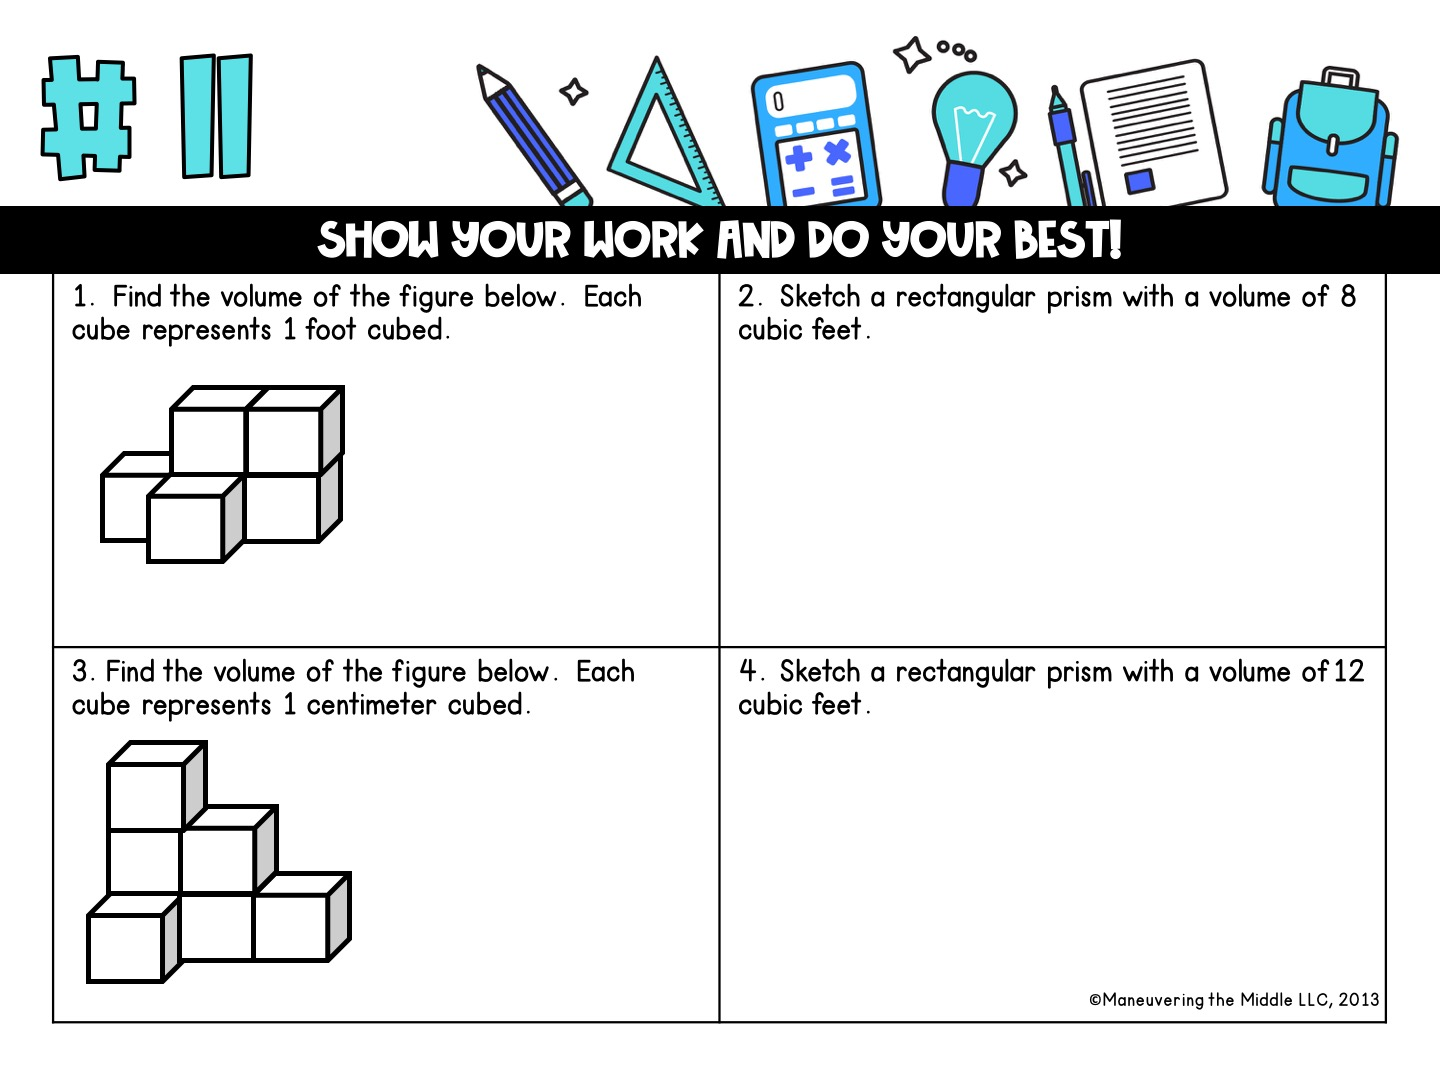 # 11
0
SHOW YOUR WORK AND DO YOUR BEST!
1. Find the volume of the figure below. Each
cube represents 1 foot cubed.
2. Sketch a rectangular prism with a volume of 8
cubic feet.
3. Find the volume of the figure below. Each
cube represents 1 centimeter cubed.
4. Sketch a rectangular prism with a volume of 12
cubic feet.
©Maneuvering the Middle LLC, 2013